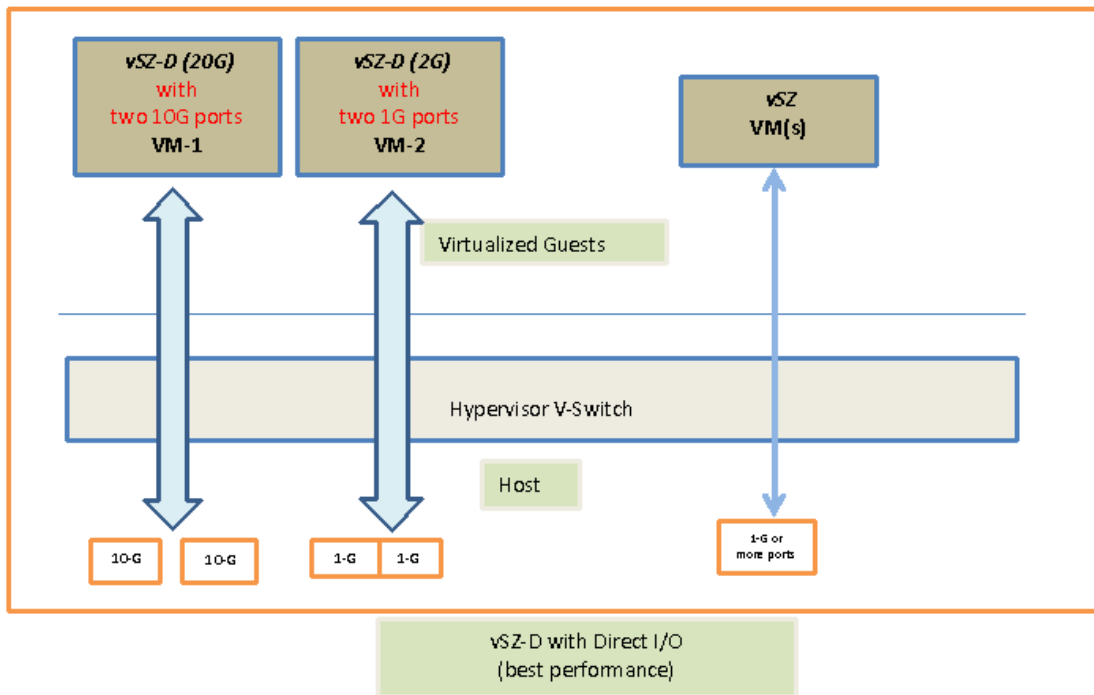 vSZ-D (20G)
with
two 10G ports
VM-1
vSZ-D (2G)
with
two 1G ports
VM-2
vSZ
VM(s)
Virtualized Guests
Hypervisor V-Switch
Host
10-G
10-G
1-G
1-G
1-G or
more ports
vSZ-D with Direct I/O
(best performance)